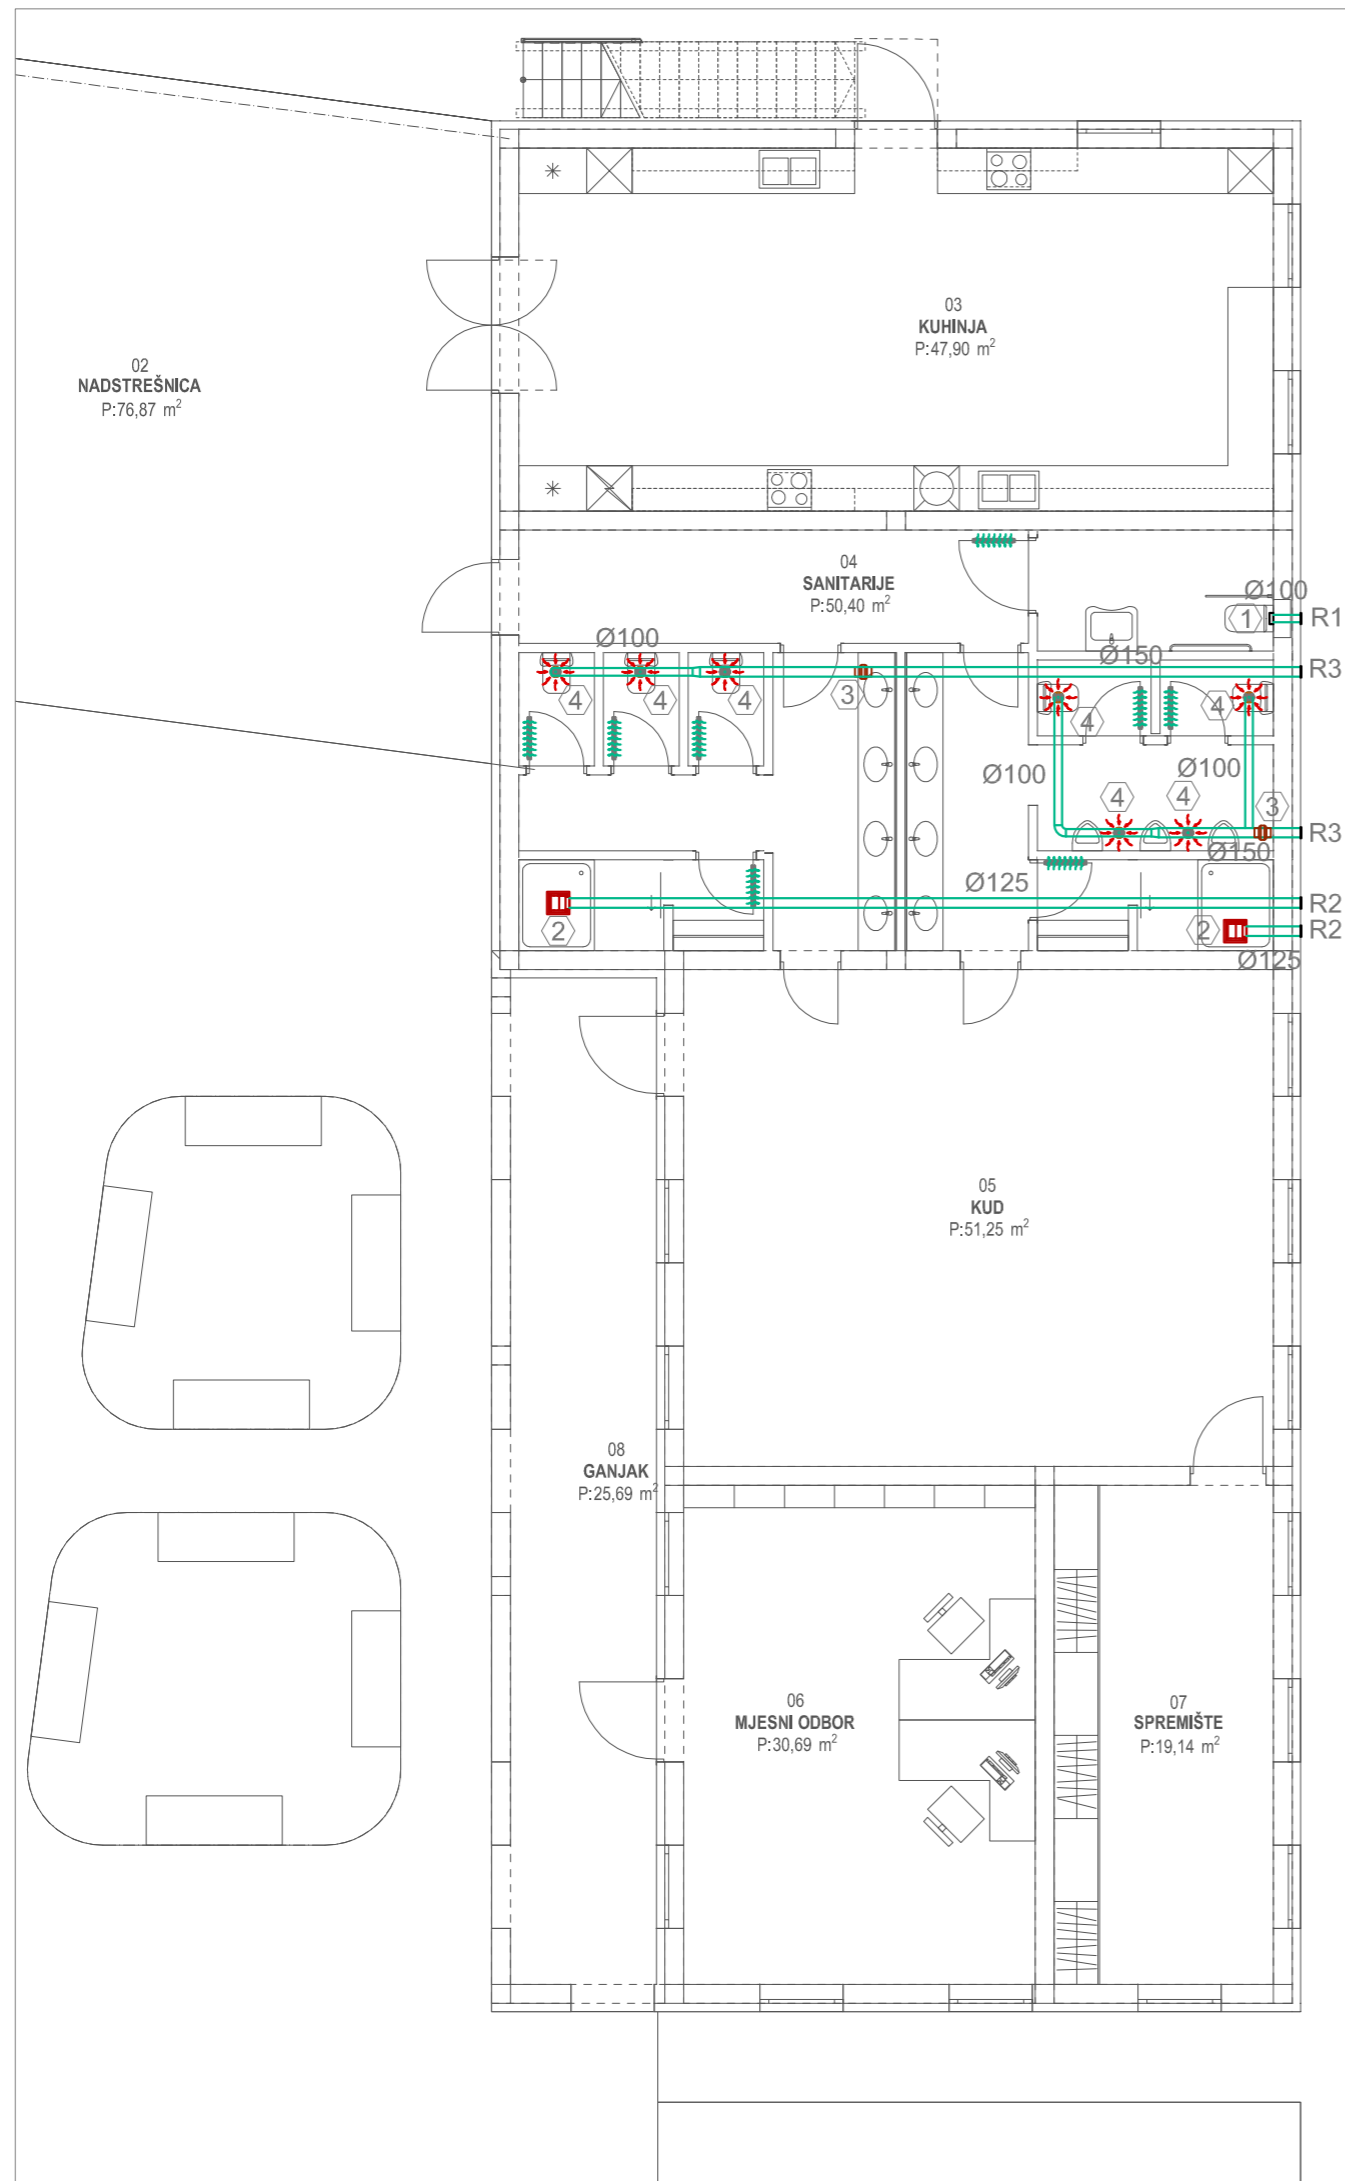 03
KUHINJA
P:47,90 m²
02
NADSTREŠNICA
P:76,87 m²
04
SANITARIJE
P:50,40 m²
Ø100
1
R1
Ø100
Ø150
R3
4
4
4
3
4
4
Ø100
Ø100
4
4
3
R3
Ø150
Ø125
R2
2
2
R2
Ø125
05
KUD
P:51,25 m²
08
GANJAK
P:25,69 m²
06
MJESNI ODBOR
P:30,69 m²
07
SPREMIŠTE
P:19,14 m²